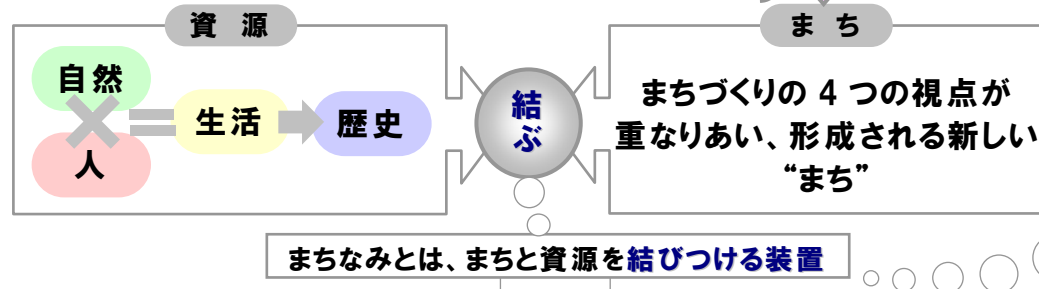 資 源
自然
人
生活
歴史
結ぶ
ま ち
まちづくりの 4 つの視点が
重なりあい、形成される新しい
“まち”
まちなみとは、まちと資源を結びつける装置